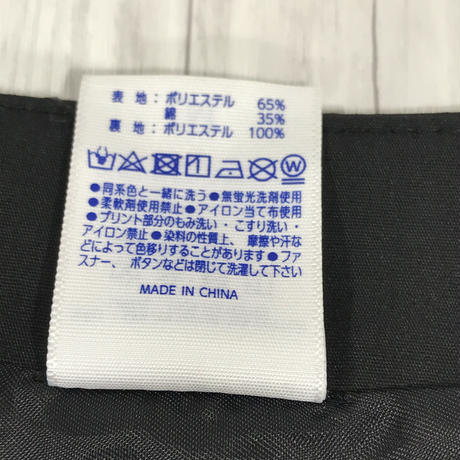 表 地：ポリエステル 65%
綿 35%
裏 地：ポリエステル 100%
W
●同系色と一緒に洗う ●無蛍光洗剤使用
●柔軟剤使用禁止 ●アイロン当て布使用
●プリント部分のもみ洗い・こすり洗い・
アイロン禁止 ●染料の性質上、摩擦や汗な
どによって色移りすることがあります ●ファ
スナー、ボタンなどは閉じて洗濯して下さい
MADE IN CHINA